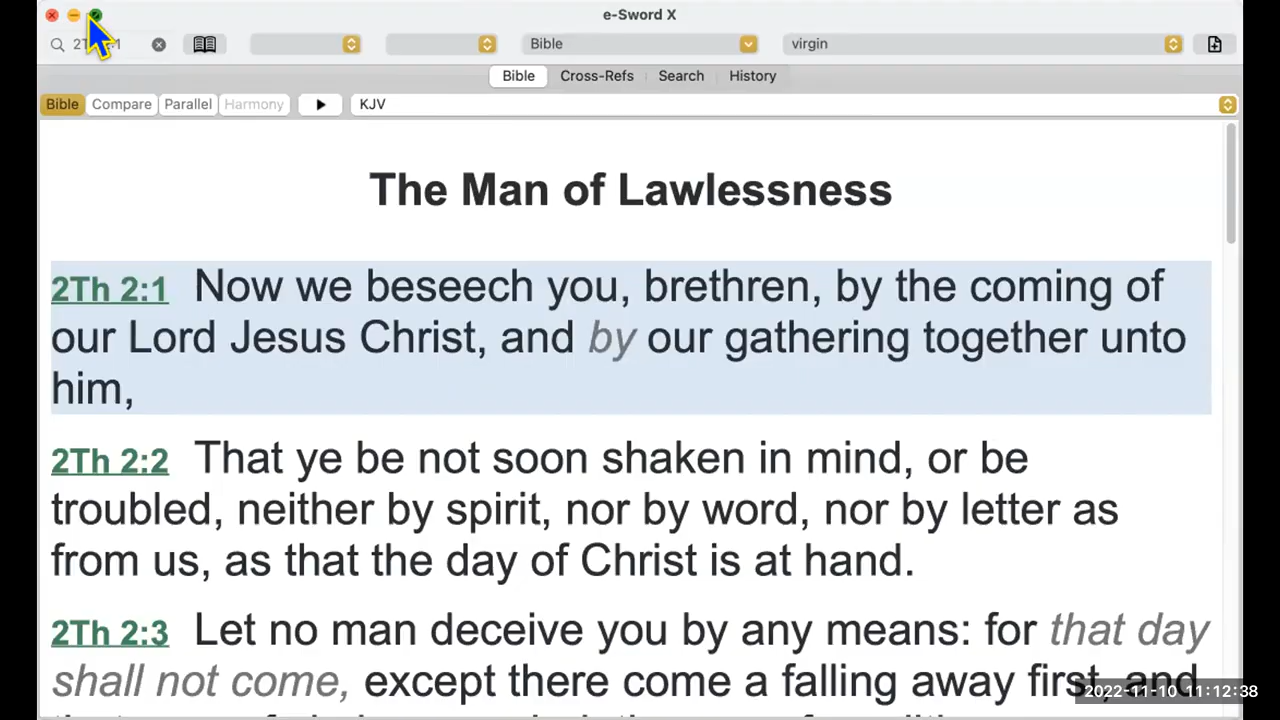 e-Sword X
Bible
virgin
Bible Cross-Refs Search History
Bible Compare Parallel Harmony KJV
The Man of Lawlessness
2Th 2:1 Now we beseech you, brethren, by the coming of
our Lord Jesus Christ, and by our gathering together unto
him,
2Th 2:2 That ye be not soon shaken in mind, or be
troubled, neither by spirit, nor by word, nor by letter as
from us, as that the day of Christ is at hand.
2Th 2:3 Let no man deceive you by any means: for that day
shall not come, except there come a falling away first, and
2022-11-10 11:12:38